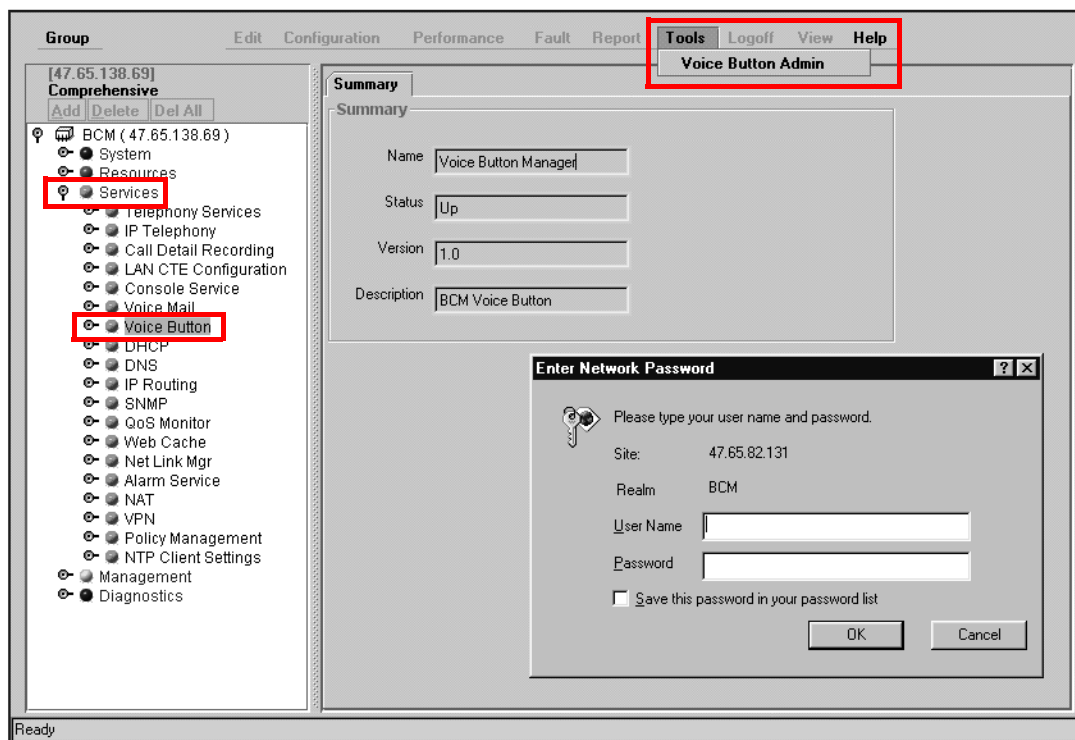 Group Edit Configuration Performance Fault Report Tools Logoff View Help
Voice Button Admin
[47.65.138.69]
Comprehensive
Add Delete Del All
BCM ( 47.65.138.69 )
System
Resources
Services
Telephony Services
IP Telephony
Call Detail Recording
LAN CTE Configuration
Console Service
Voice Mail
Voice Button
DHCP
DNS
IP Routing
SNMP
QoS Monitor
Web Cache
Net Link Mgr
Alarm Service
NAT
VPN
Policy Management
NTP Client Settings
Management
Diagnostics
Summary
Summary
Name Voice Button Manager
Status Up
Version 1.0
Description BCM Voice Button
Enter Network Password
Please type your user name and password.
Site: 47.65.82.131
Realm BCM
User Name
Password
Save this password in your password list
OK Cancel
Ready